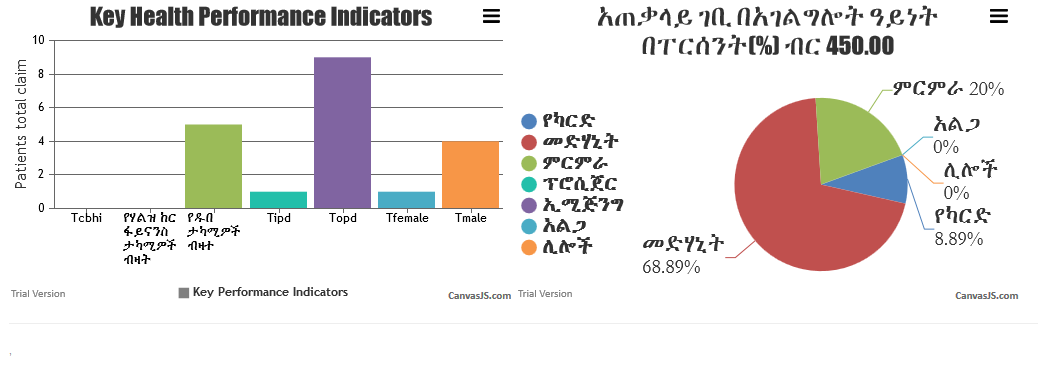 Key Health Performance Indicators
Patients total claim
10
8
6
4
2
0
Tcbhi
የሃልዝ ከር
ፋይናንስ
ታካሚዎች
ብዛት
የዱቤ
ታካሚዎች
ብዛተ
Tipd
Topd
Tfemale
Tmale
Key Performance Indicators
Trial Version
CanvasJS.com
አጠቃላይ ገቢ በአገልግሎት ዓይነት
በፐርሰንት(%) ብር 450.00
የካርድ
መድሃኒት
ምርምራ
ፕሮሲጀር
ኢሚጅንግ
አልጋ
ሊሎች
ምርምራ 20%
አልጋ
0%
ሊሎች
0%
የካርድ
8.89%
መድሃኒት
68.89%
Trial Version
CanvasJS.com